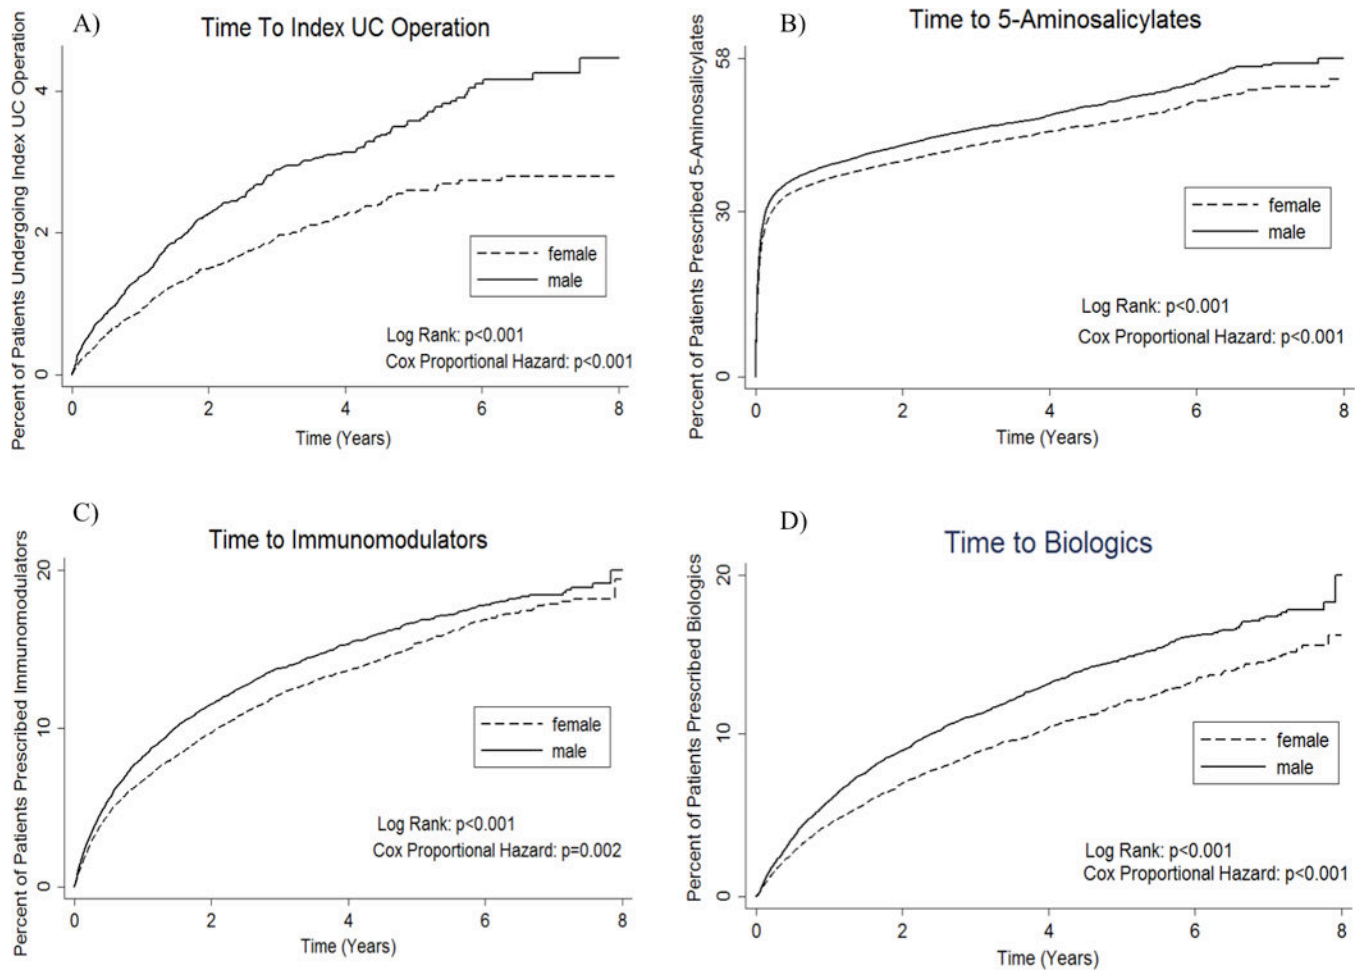 A)
Time To Index UC Operation
Percent of Patients Undergoing Index UC Operation
4
2
0
female
male
Log Rank: p<0.001
Cox Proportional Hazard: p<0.001
0 2 4 6 8
Time (Years)
B)
Time to 5-Aminosalicylates
Percent of Patients Prescribed 5-Aminosalicylates
58
30
0
female
male
Log Rank: p<0.001
Cox Proportional Hazard: p<0.001
0 2 4 6 8
Time (Years)
C)
Time to Immunomodulators
Percent of Patients Prescribed Immunomodulators
20
10
0
female
male
Log Rank: p<0.001
Cox Proportional Hazard: p=0.002
0 2 4 6 8
Time (Years)
D)
Time to Biologics
Percent of Patients Prescribed Biologics
20
10
0
female
male
Log Rank: p<0.001
Cox Proportional Hazard: p<0.001
0 2 4 6 8
Time (Years)